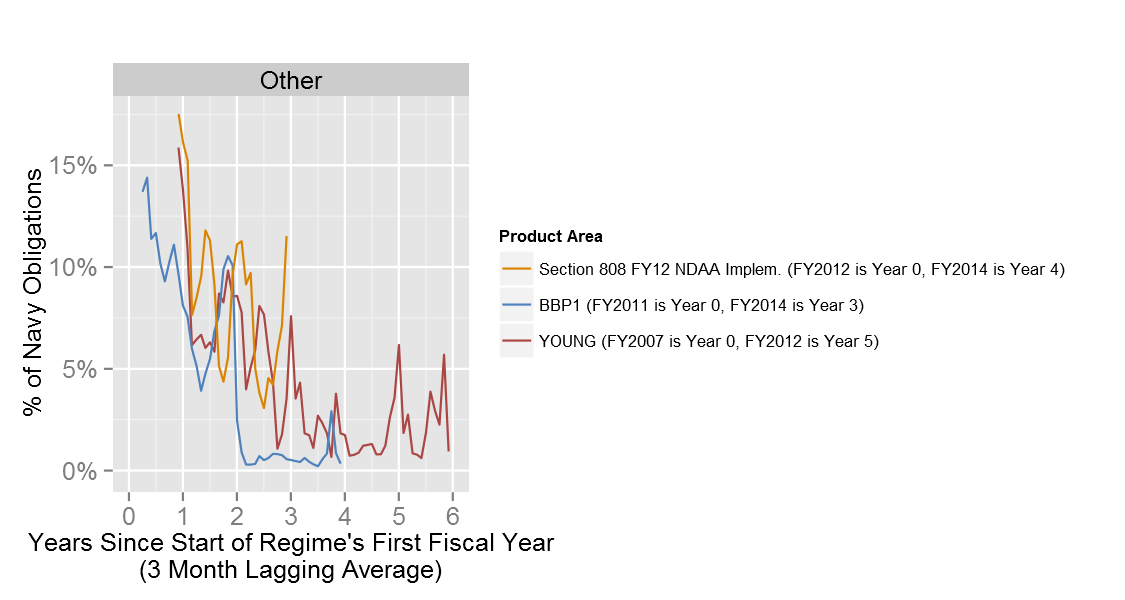 Other
% of Navy Obligations
15%
10%
5%
0%
0 1 2 3 4 5 6
Years Since Start of Regime's First Fiscal Year
(3 Month Lagging Average)
Product Area
Section 808 FY12 NDAA Implem. (FY2012 is Year 0, FY2014 is Year 4)
BBP1 (FY2011 is Year 0, FY2014 is Year 3)
YOUNG (FY2007 is Year 0, FY2012 is Year 5)